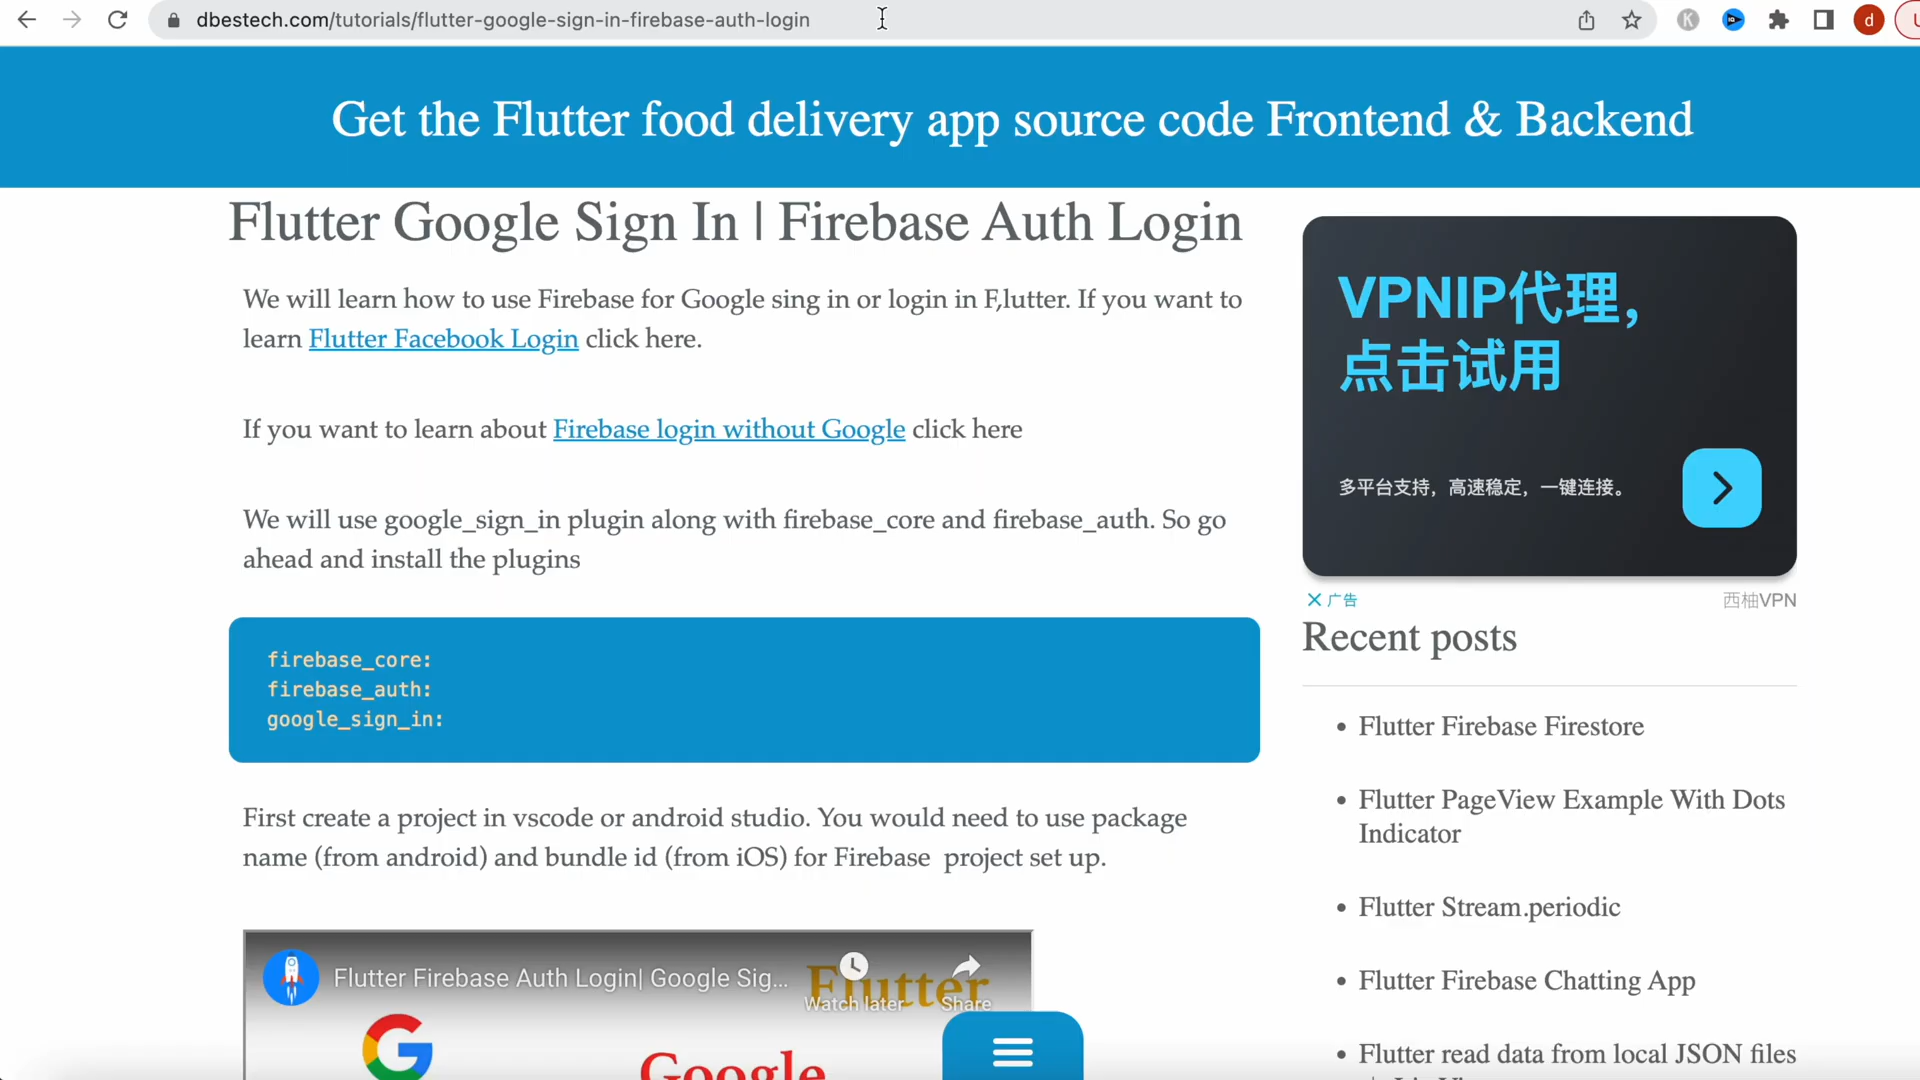 dbestech.com/tutorials/flutter-google-sign-in-firebase-auth-login
K
d
Get the Flutter food delivery app source code Frontend & Backend
Flutter Google Sign In | Firebase Auth Login
We will learn how to use Firebase for Google sing in or login in F,lutter. If you want to
learn Flutter Facebook Login click here.
If you want to learn about Firebase login without Google click here
We will use google_sign_in plugin along with firebase_core and firebase_auth. So go
ahead and install the plugins
firebase_core:
firebase_auth:
google_sign_in:
First create a project in vscode or android studio. You would need to use package
name (from android) and bundle id (from iOS) for Firebase project set up.
Flutter Firebase Auth Login| Google Sig...
Flutter
Watch later
Share
G
Google
VPNIP代理,
点击试用
多平台支持，高速稳定，一键连接。
广告
西柚VPN
Recent posts
Flutter Firebase Firestore
Flutter PageView Example With Dots
Indicator
Flutter Stream.periodic
Flutter Firebase Chatting App
Flutter read data from local JSON files